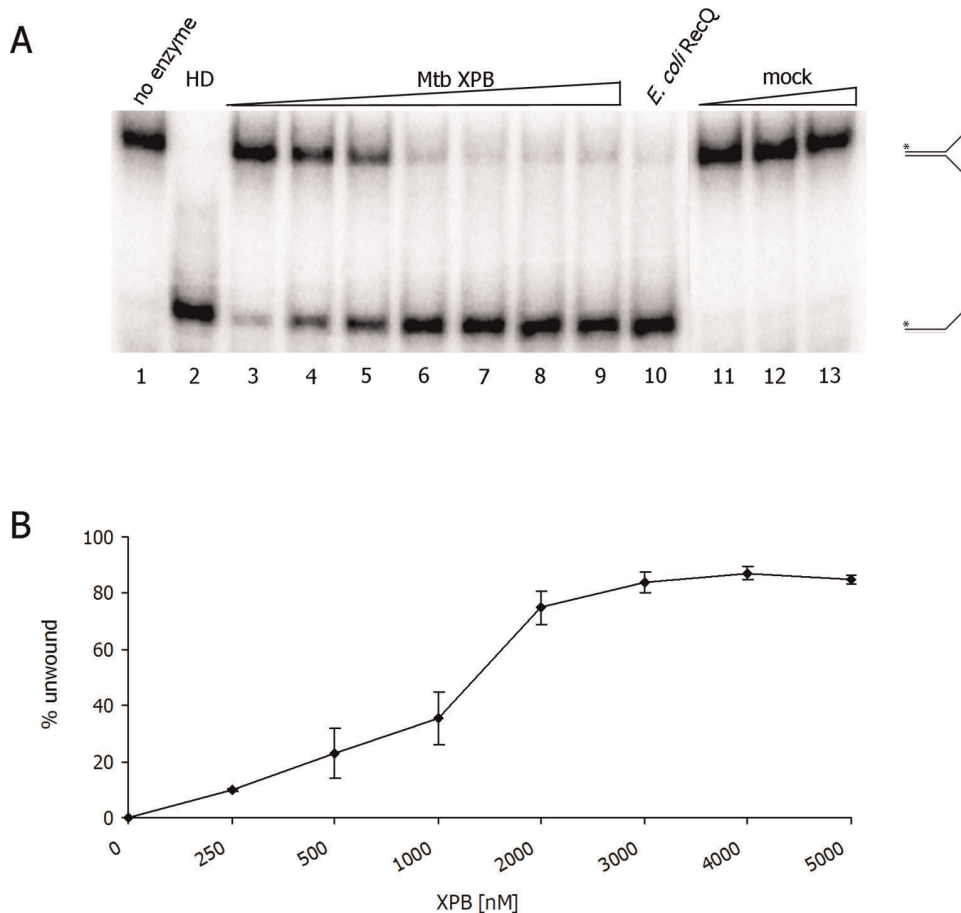 A
no enzyme
HD
Mtb XPB
E. coli RecQ
mock
*
*
1 2 3 4 5 6 7 8 9 10 11 12 13
B
100
80
60
40
20
0
% unwound
0 250 500 1000 2000 3000 4000 5000
XPB [nM]